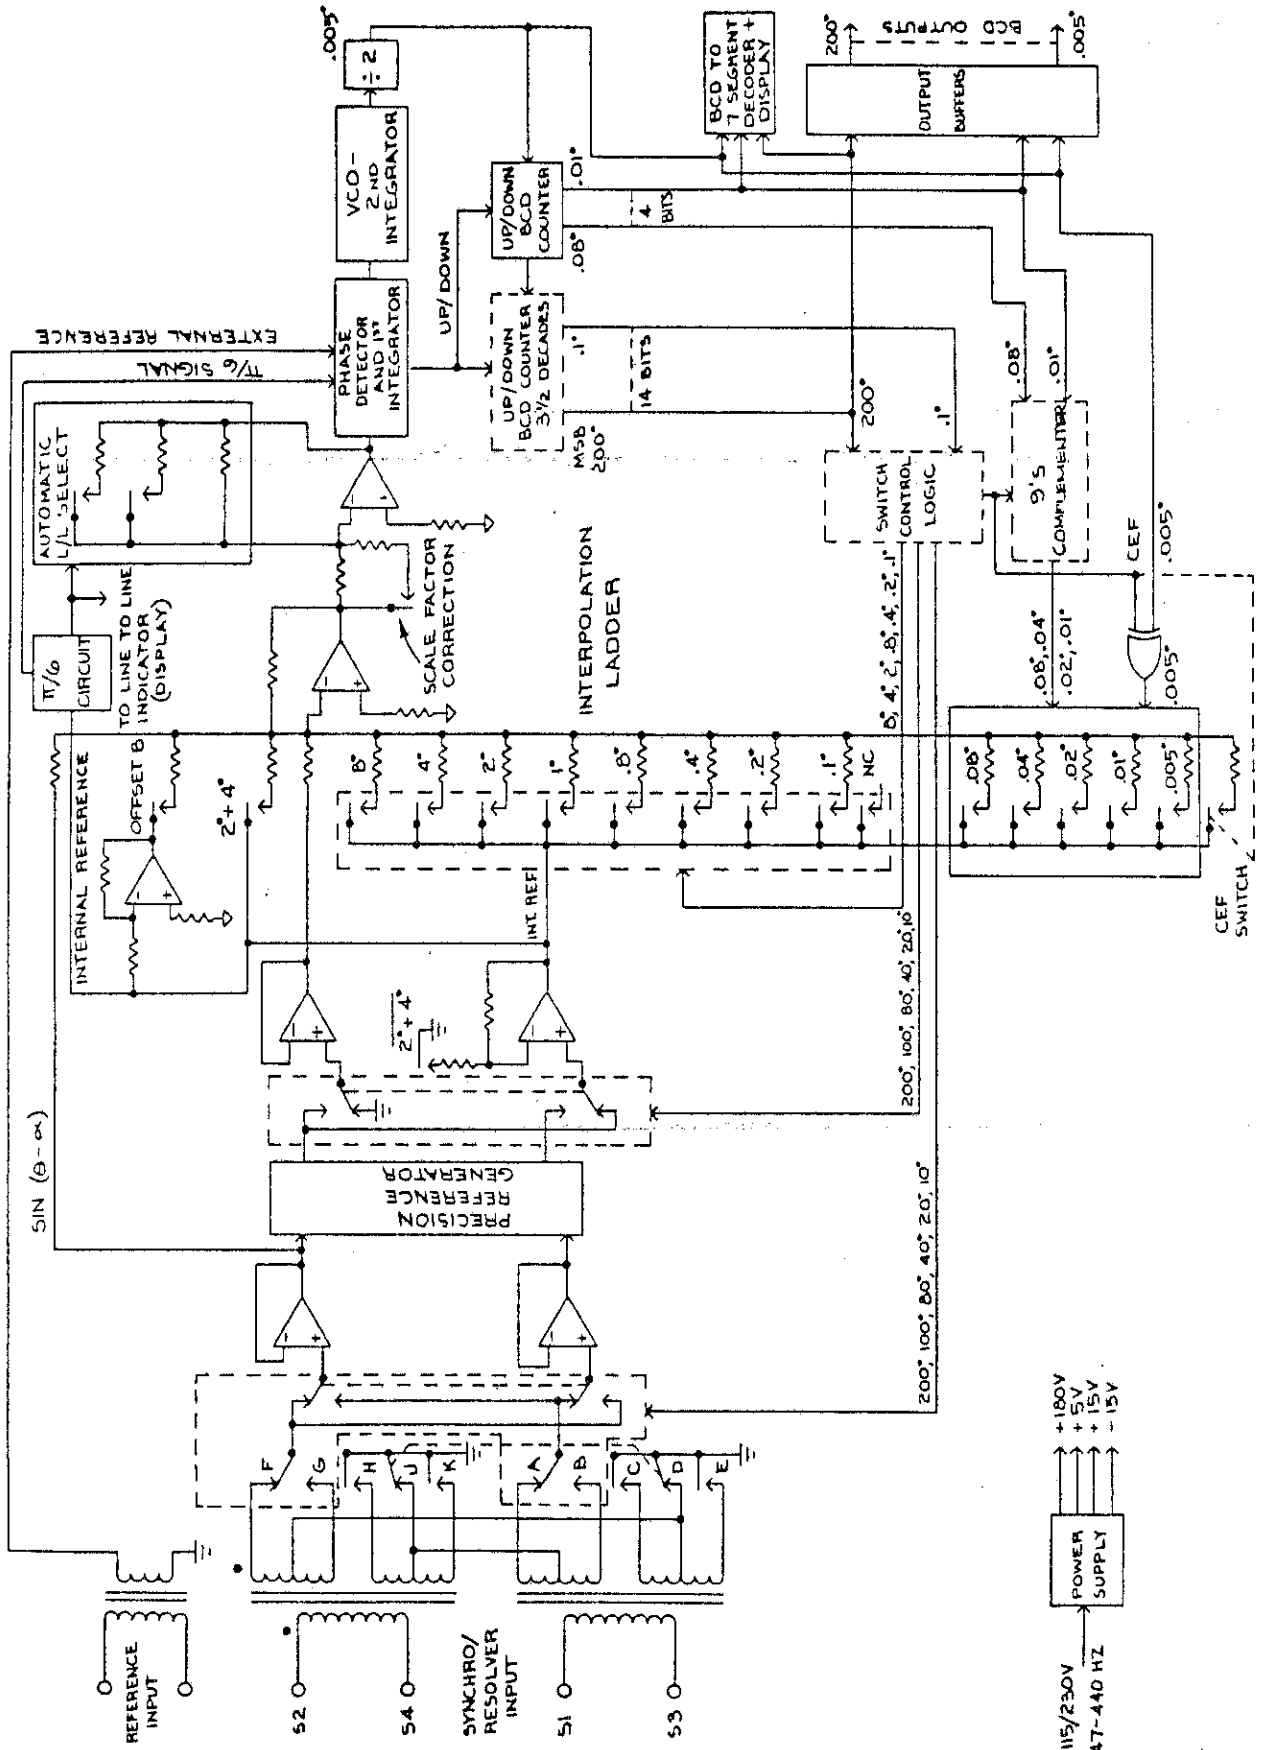 REFERENCE
INPUT
S2
S4
SYNCHRO/
RESOLVER
INPUT
S1
S3
115/230V
47-440 HZ
POWER
SUPPLY
+180V
+5V
+15V
-15V
F
G
H
J
K
A
B
C
D
E
SIN (θ-α)
PRECISION
REFERENCE
GENERATOR
200°, 100°, 80°, 40°, 20°, 10°
200°, 100°, 80°, 40°, 20°, 10°
2°+4°
INT REF
INTERNAL REFERENCE
OFFSET B
2°+4°
8°
4°
2°
1°
.8°
.4°
.2°
.1°
NC
.08°
.04°
.02°
.01°
.005°
CEF
SWITCH
π/6
CIRCUIT
TO LINE TO LINE
INDICATOR
(DISPLAY)
AUTOMATIC
L/L SELECT
SCALE FACTOR
CORRECTION
INTERPOLATION
LADDER
8°, 4°, 2°, .8°, .4°, .2°, .1°
.08°, .04°
.02°, .01°
.005°
π/6 SIGNAL
EXTERNAL REFERENCE
PHASE
DETECTOR
AND 1ST
INTEGRATOR
VCO-
2ND
INTEGRATOR
÷2
.005°
UP/DOWN
UP/DOWN
BCD COUNTER
3 1/2 DECADES
MSB
200°
.1°
14 BITS
UP/DOWN
BCD
COUNTER
.08°
.01°
4
BITS
BCD TO
7 SEGMENT
DECODER +
DISPLAY
SWITCH
CONTROL
LOGIC
200°
.1°
9'S
COMPLEMENTER
.08°
.01°
CEF
.005°
OUTPUT
BUFFERS
200°
BCD OUTPUTS
.005°